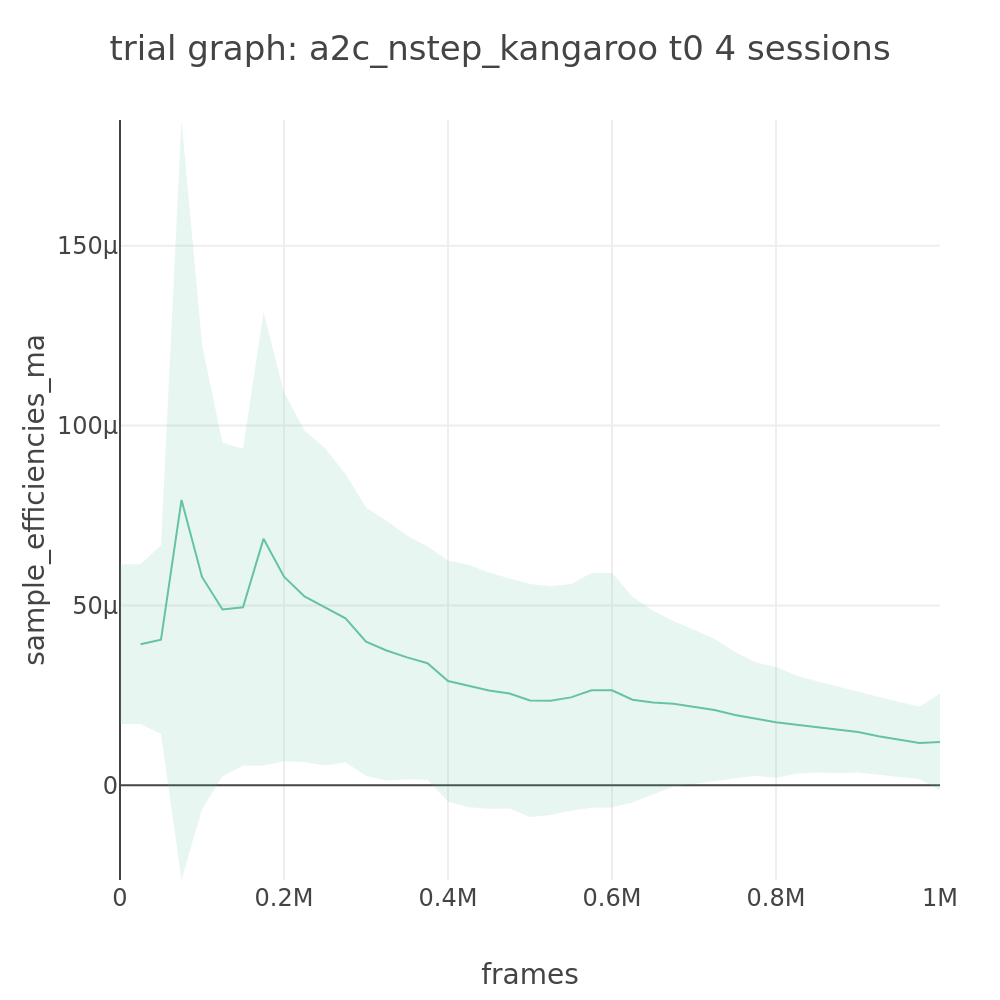 trial graph: a2c_nstep_kangaroo t0 4 sessions
sample_efficiencies_ma
150μ
100μ
50μ
0
0
0.2M
0.4M
0.6M
0.8M
1M
frames